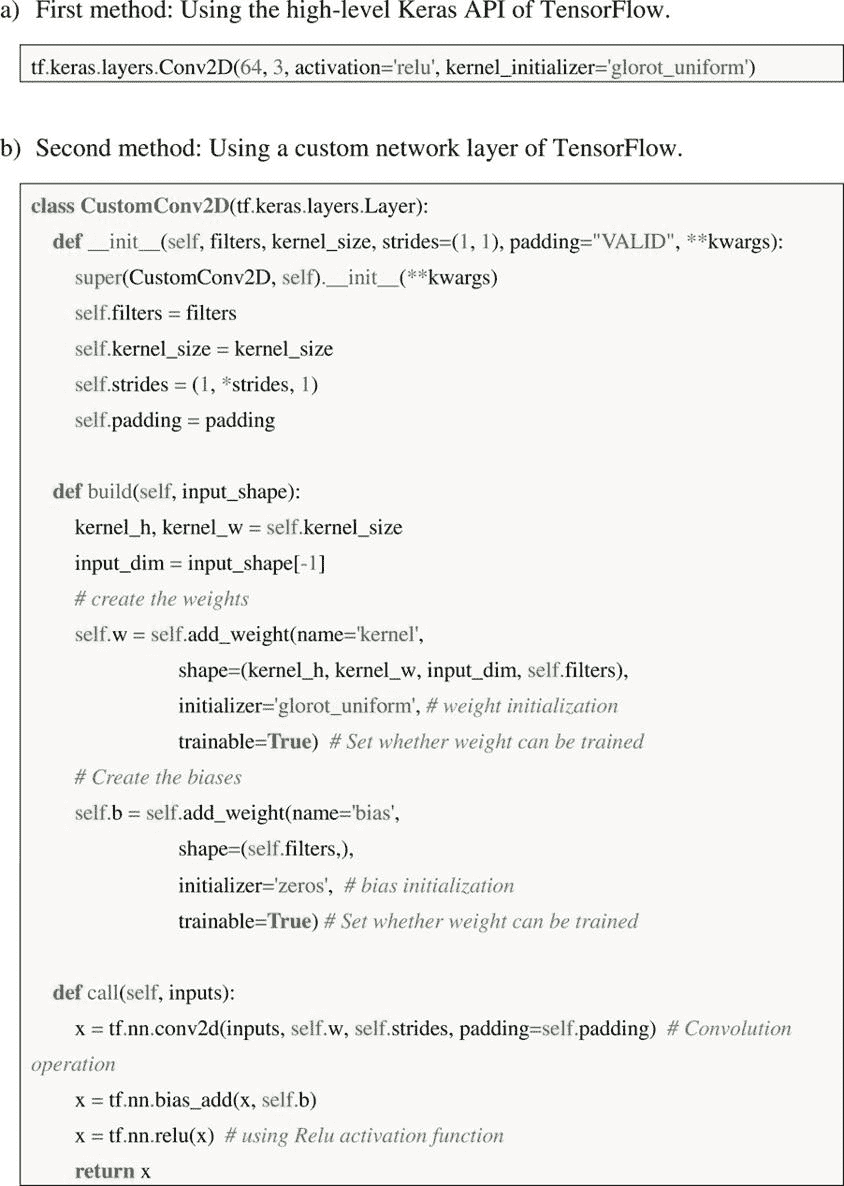 a) First method: Using the high-level Keras API of TensorFlow.
tf.keras.layers.Conv2D(64, 3, activation='relu', kernel_initializer='glorot_uniform')
b) Second method: Using a custom network layer of TensorFlow.
class CustomConv2D(tf.keras.layers.Layer):
def __init__(self, filters, kernel_size, strides=(1, 1), padding="VALID", **kwargs):
super(CustomConv2D, self).__init__(**kwargs)
self.filters = filters
self.kernel_size = kernel_size
self.strides = (1, *strides, 1)
self.padding = padding
def build(self, input_shape):
kernel_h, kernel_w = self.kernel_size
input_dim = input_shape[-1]
# create the weights
self.w = self.add_weight(name='kernel',
shape=(kernel_h, kernel_w, input_dim, self.filters),
initializer='glorot_uniform', # weight initialization
trainable=True) # Set whether weight can be trained
# Create the biases
self.b = self.add_weight(name='bias',
shape=(self.filters,),
initializer='zeros', # bias initialization
trainable=True) # Set whether weight can be trained
def call(self, inputs):
x = tf.nn.conv2d(inputs, self.w, self.strides, padding=self.padding) # Convolution
operation
x = tf.nn.bias_add(x, self.b)
x = tf.nn.relu(x) # using Relu activation function
return x